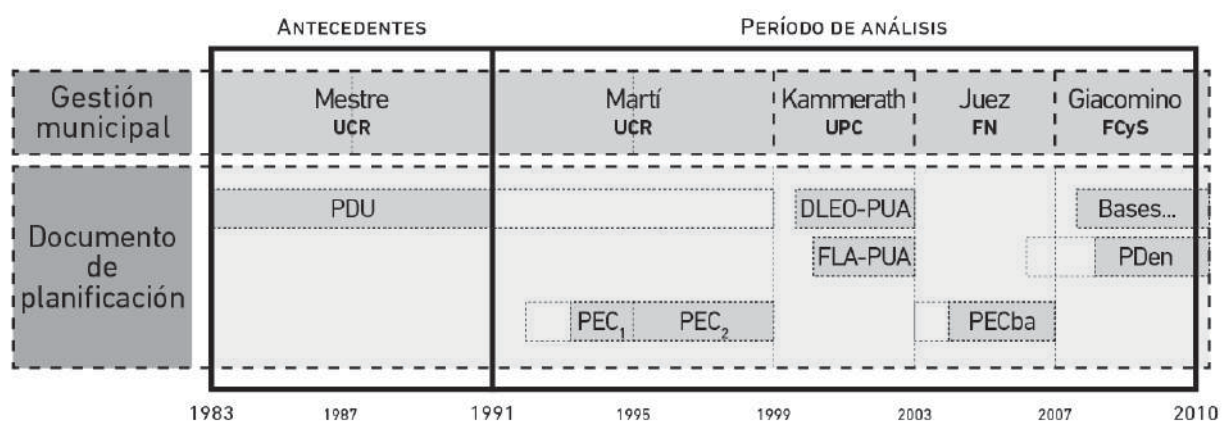 ANTECEDENTES
PERÍODO DE ANÁLISIS
Gestión
municipal
Mestre
UCR
Martí
UCR
Kammerath
UPC
Juez
FN
Giacomino
FCyS
Documento
de
planificación
PDU
DLEO-PUA
Bases...
FLA-PUA
PDen
PEC₁
PEC₂
PECba
1983
1987
1991
1995
1999
2003
2007
2010